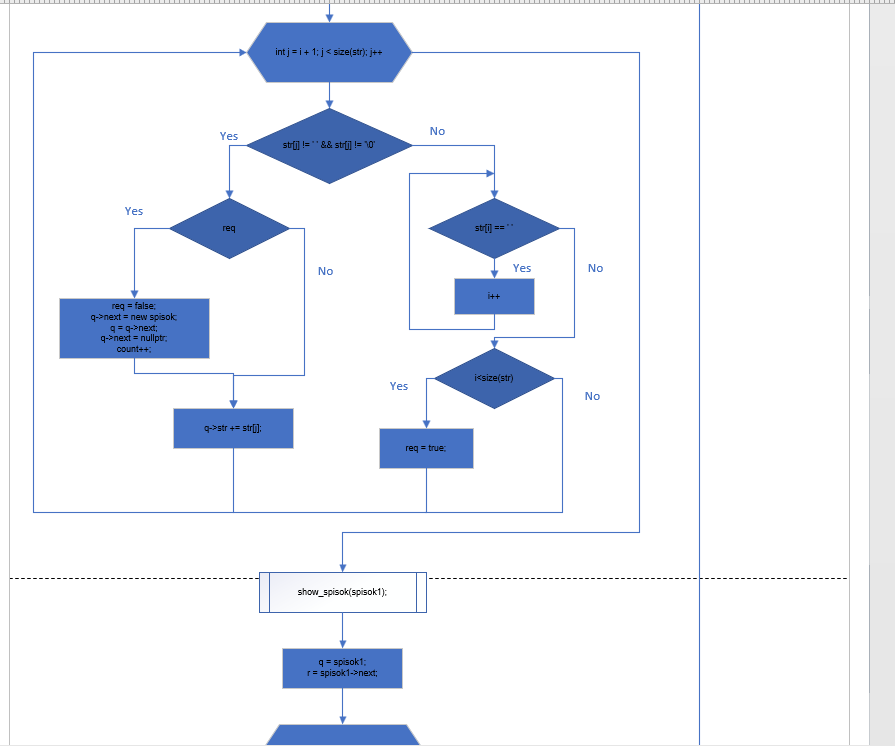 int j = i + 1; j < size(str); j++
str[j] != ' ' && str[j] != '\0'
Yes
No
req
Yes
No
str[i] == ' '
Yes
No
i++
req = false;
q->next = new spisok;
q = q->next;
q->next = nullptr;
count++;
i<size(str)
Yes
No
q->str += str[j];
req = true;
show_spisok(spisok1);
q = spisok1;
r = spisok1->next;